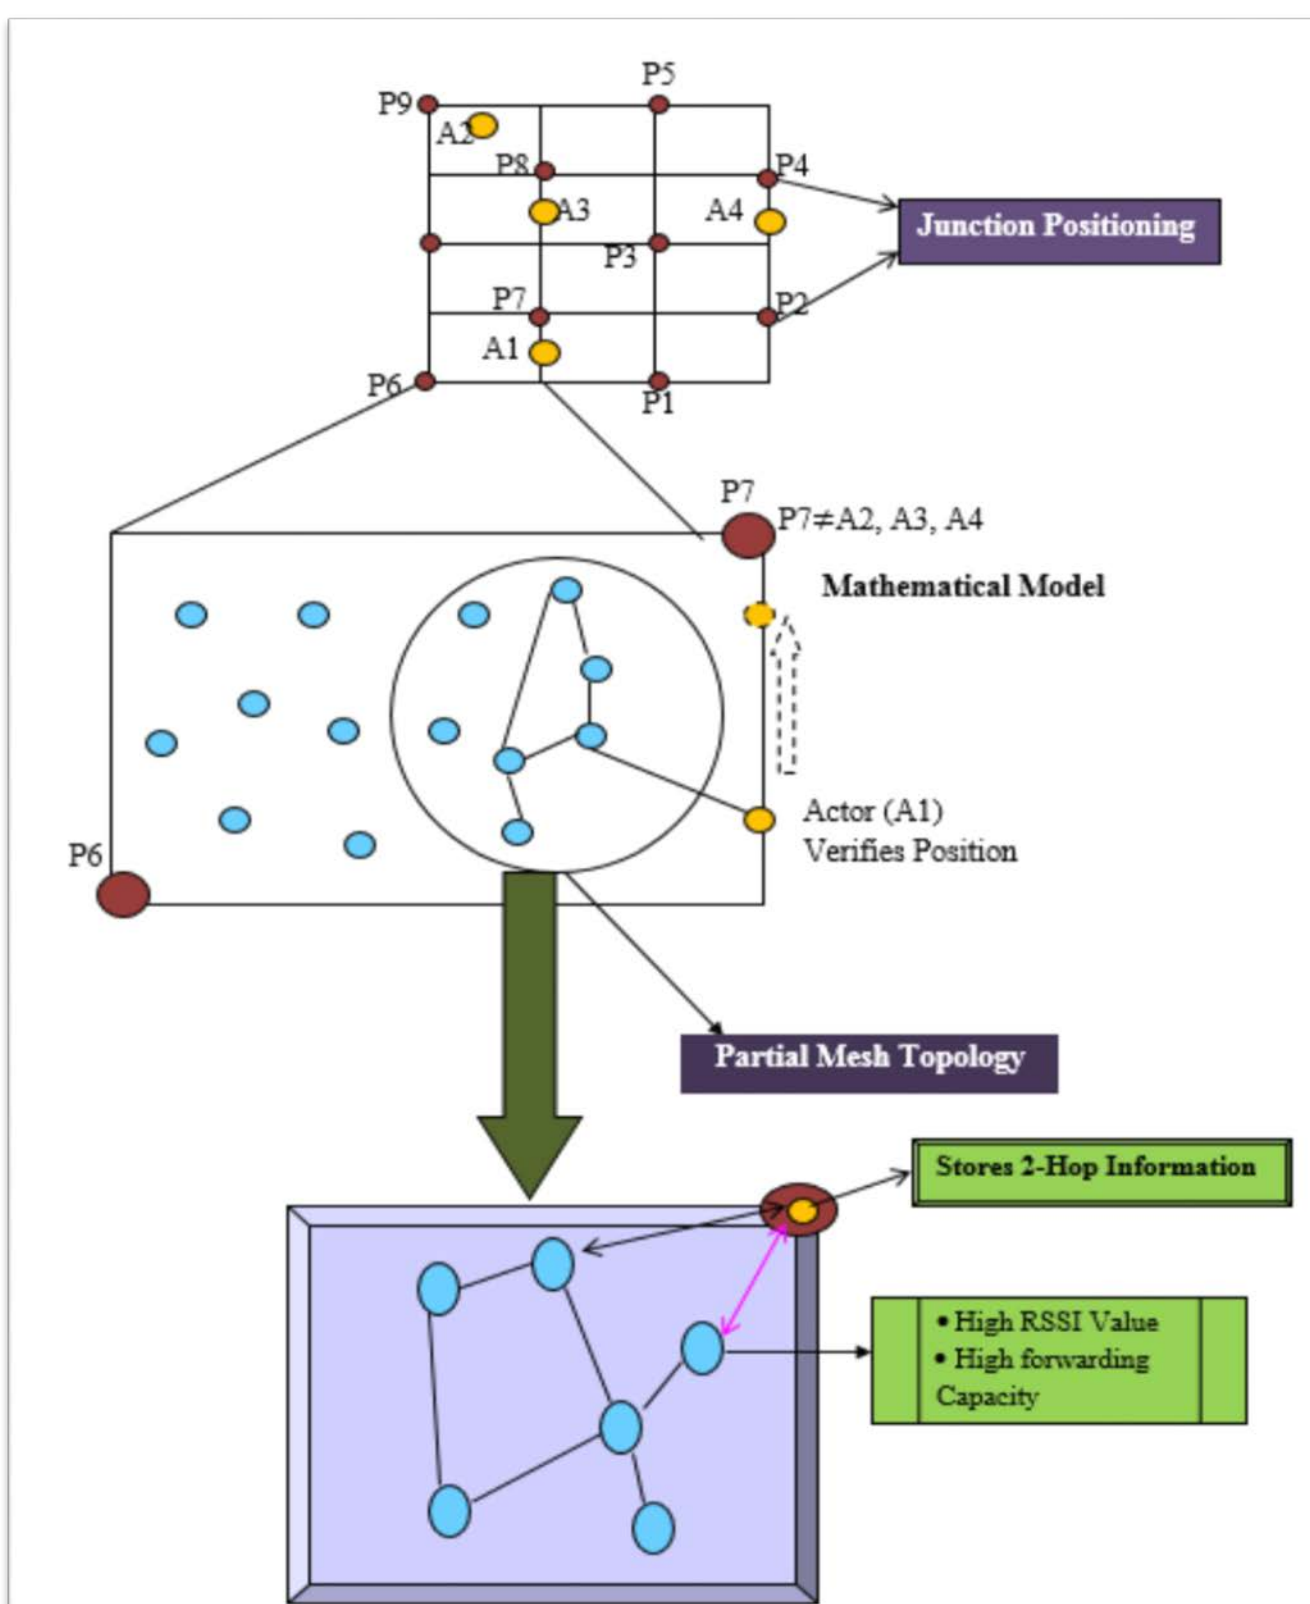 P5
P9
A2
P8
P4
A3
A4
Junction Positioning
P3
P7
P2
A1
P6
P1
P7
P7≠A2, A3, A4
Mathematical Model
Actor (A1)
Verifies Position
P6
Partial Mesh Topology
Stores 2-Hop Information
• High RSSI Value
• High forwarding
Capacity